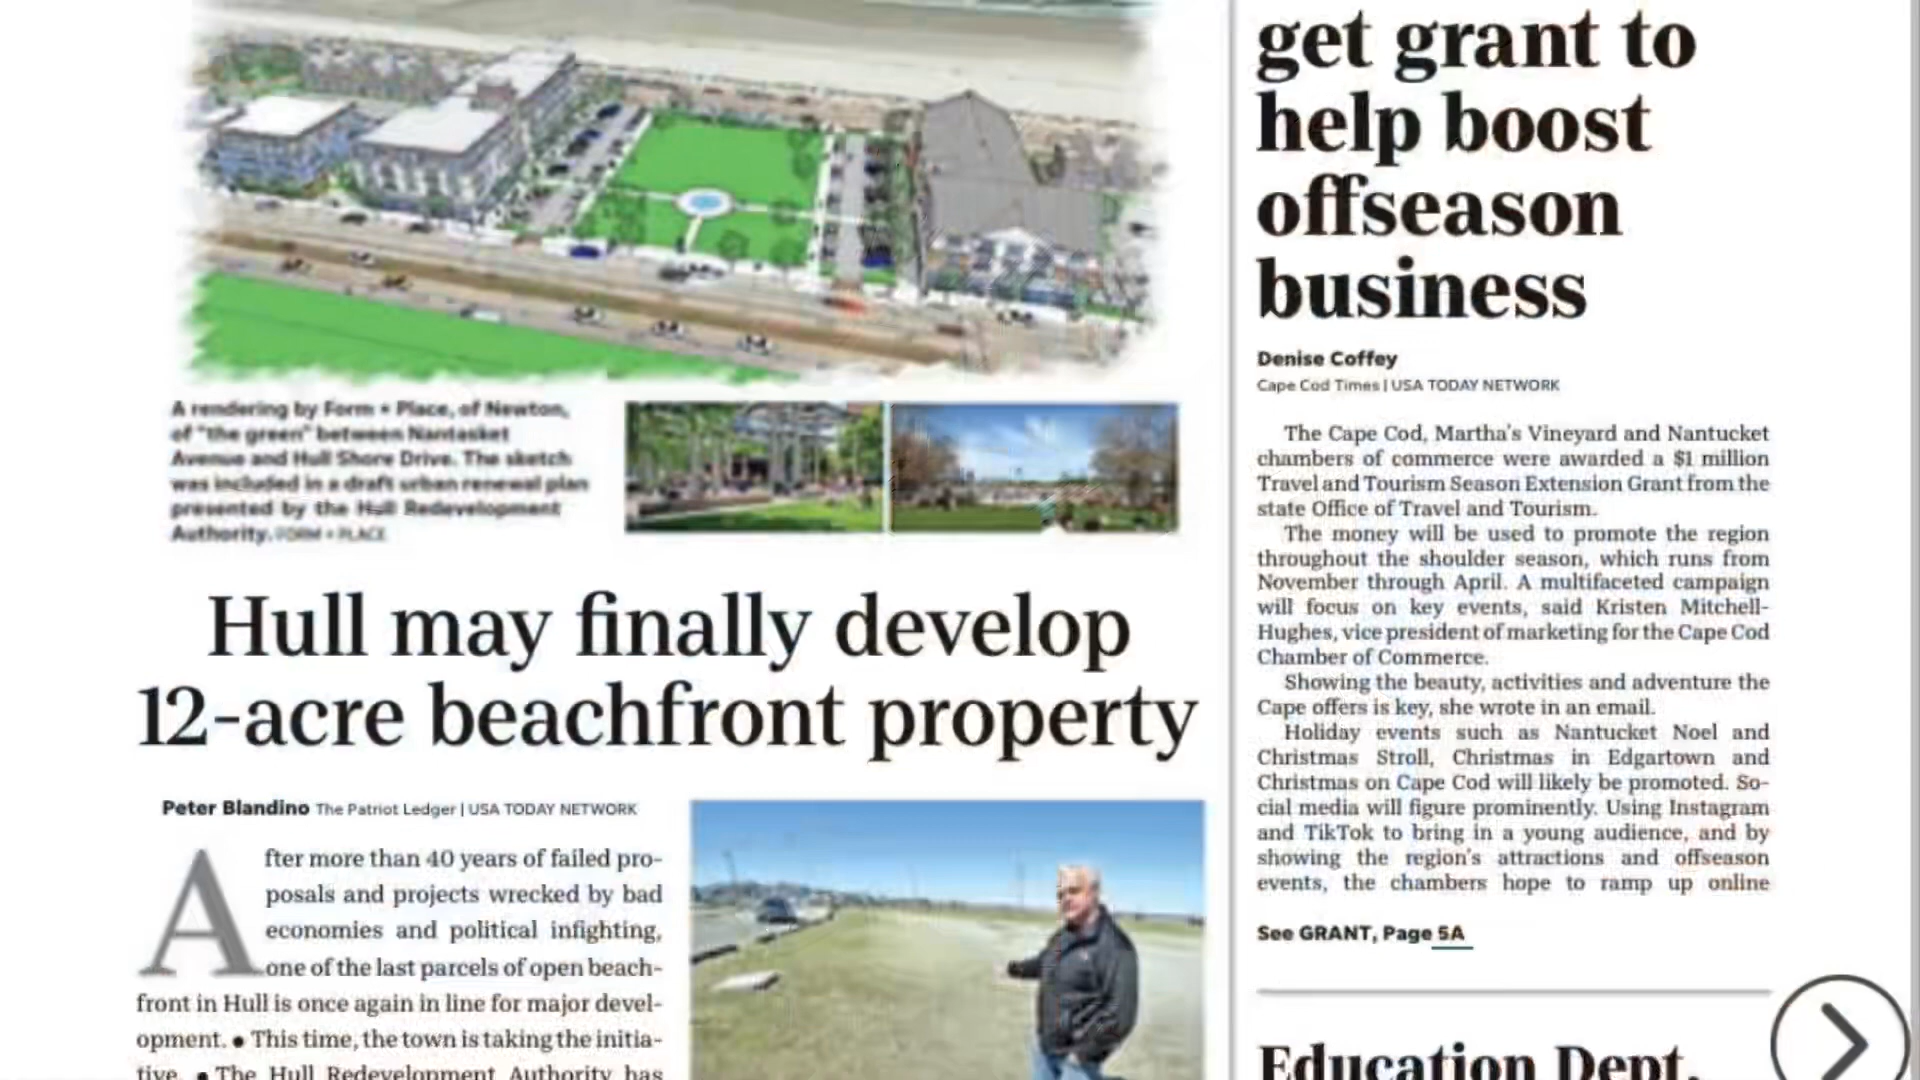 A rendering by Form + Place, of Newton,
of "the green" between Nantasket
Avenue and Hull Shore Drive. The sketch
was included in a draft urban renewal plan
presented by the Hull Redevelopment
Authority. FORM + PLACE
Hull may finally develop
12-acre beachfront property
Peter Blandino The Patriot Ledger | USA TODAY NETWORK
After more than 40 years of failed pro-
posals and projects wrecked by bad
economies and political infighting,
one of the last parcels of open beach-
front in Hull is once again in line for major devel-
opment. • This time, the town is taking the initia-
tive. • The Hull Redevelopment Authority has
get grant to
help boost
offseason
business
Denise Coffey
Cape Cod Times | USA TODAY NETWORK
The Cape Cod, Martha's Vineyard and Nantucket
chambers of commerce were awarded a $1 million
Travel and Tourism Season Extension Grant from the
state Office of Travel and Tourism.
The money will be used to promote the region
throughout the shoulder season, which runs from
November through April. A multifaceted campaign
will focus on key events, said Kristen Mitchell-
Hughes, vice president of marketing for the Cape Cod
Chamber of Commerce.
Showing the beauty, activities and adventure the
Cape offers is key, she wrote in an email.
Holiday events such as Nantucket Noel and
Christmas Stroll, Christmas in Edgartown and
Christmas on Cape Cod will likely be promoted. So-
cial media will figure prominently. Using Instagram
and TikTok to bring in a young audience, and by
showing the region's attractions and offseason
events, the chambers hope to ramp up online
See GRANT, Page 5A
Education Dept.